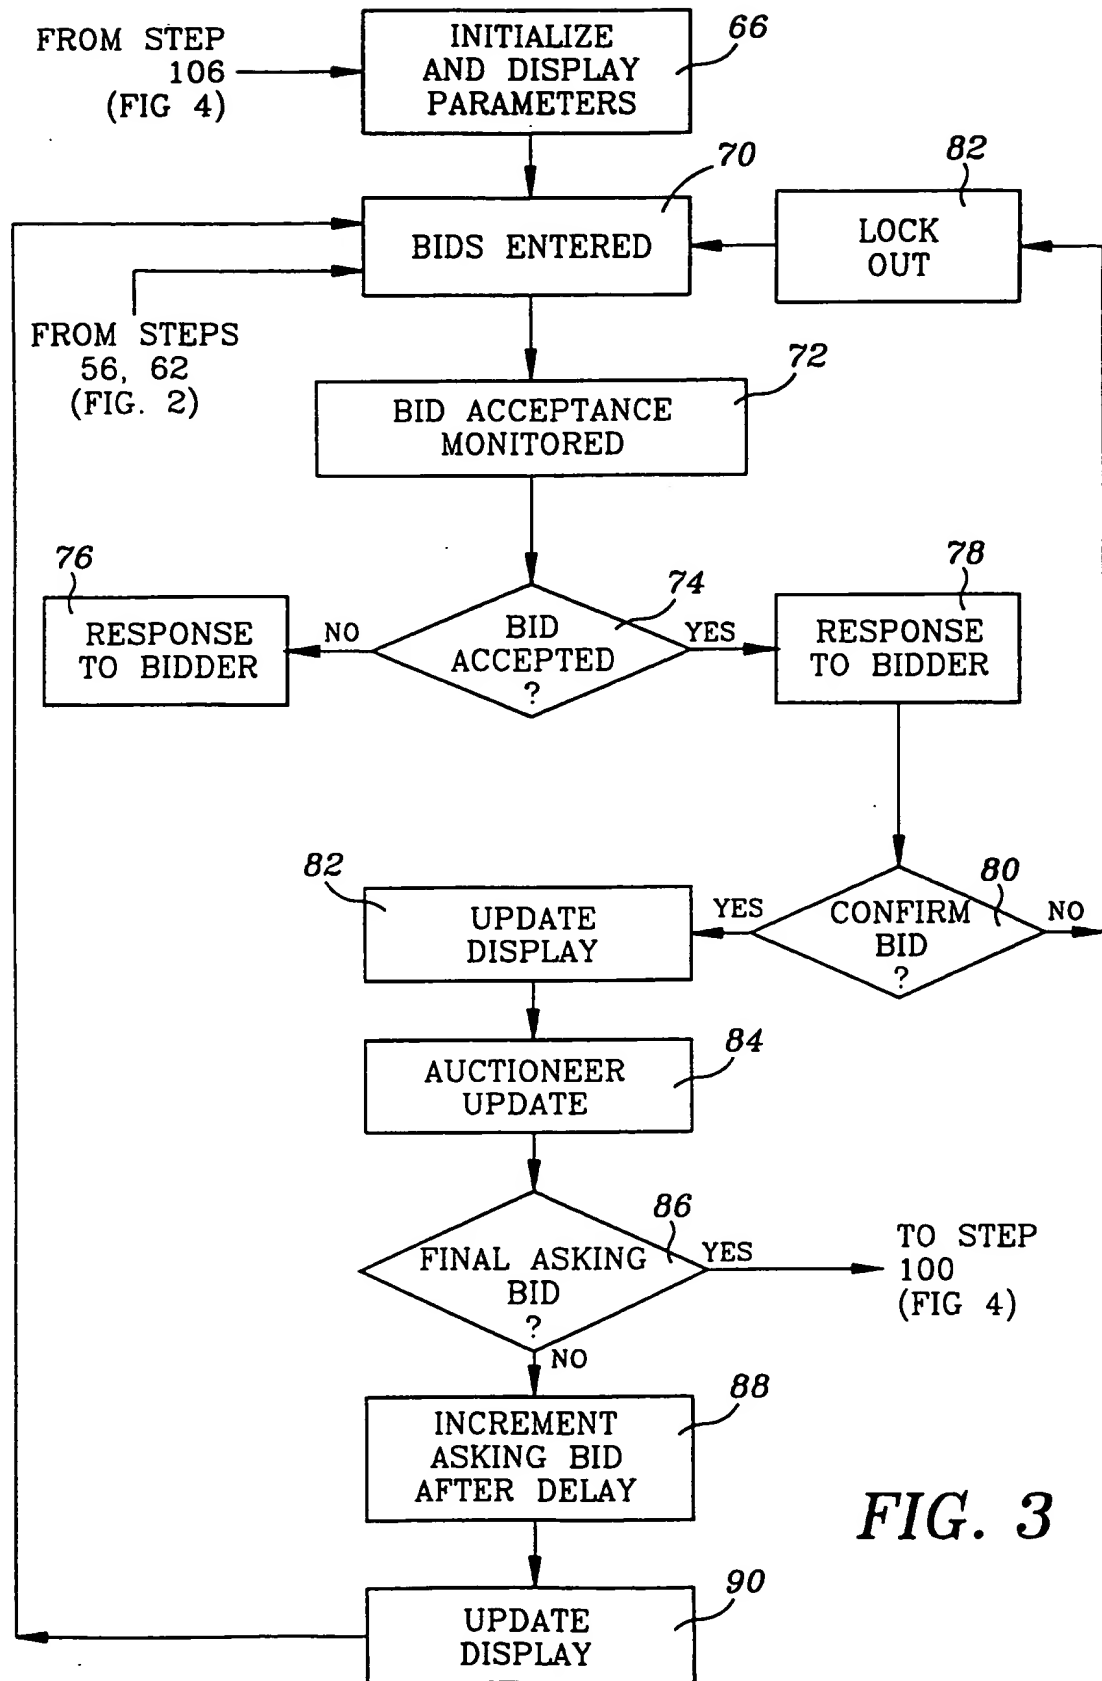 FROM STEP
106
(FIG 4)
INITIALIZE
AND DISPLAY
PARAMETERS
66
70
BIDS ENTERED
82
LOCK
OUT
FROM STEPS
56, 62
(FIG. 2)
72
BID ACCEPTANCE
MONITORED
76
RESPONSE
TO BIDDER
NO
74
BID
ACCEPTED
?
YES
78
RESPONSE
TO BIDDER
80
CONFIRM
BID
?
YES
NO
82
UPDATE
DISPLAY
84
AUCTIONEER
UPDATE
86
FINAL ASKING
BID
?
YES
TO STEP
100
(FIG 4)
NO
88
INCREMENT
ASKING BID
AFTER DELAY
90
UPDATE
DISPLAY
FIG. 3